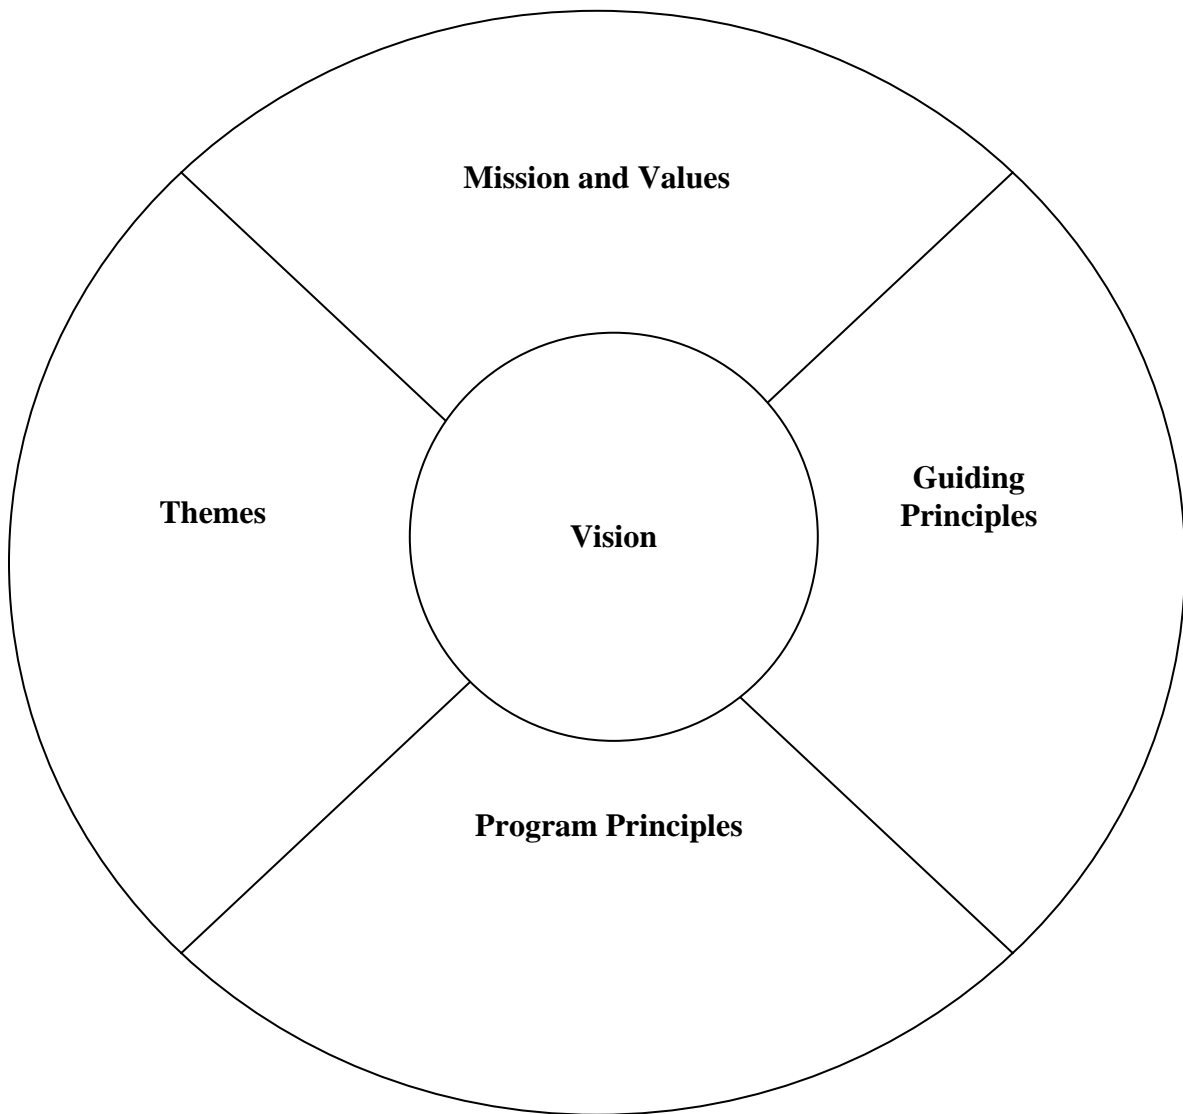 Mission and Values
Guiding
Principles
Themes
Vision
Program Principles